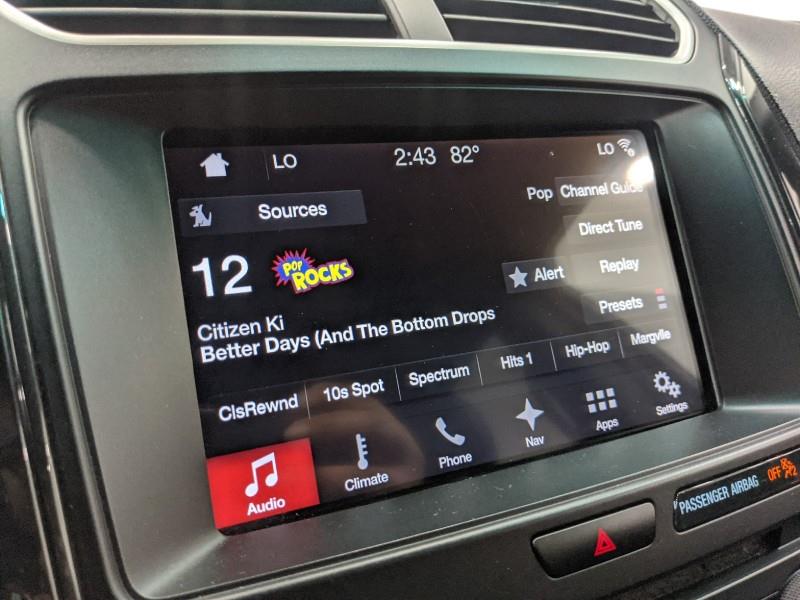 LO 2:43 82° LO
Sources
Pop Channel Guide
Direct Tune
12 POP ROCKS
Alert Replay
Presets
Citizen Ki
Better Days (And The Bottom Drops
ClsRewnd 10s Spot Spectrum Hits 1 Hip-Hop Margvlle
Audio Climate Phone Nav Apps Settings
PASSENGER AIRBAG OFF 2